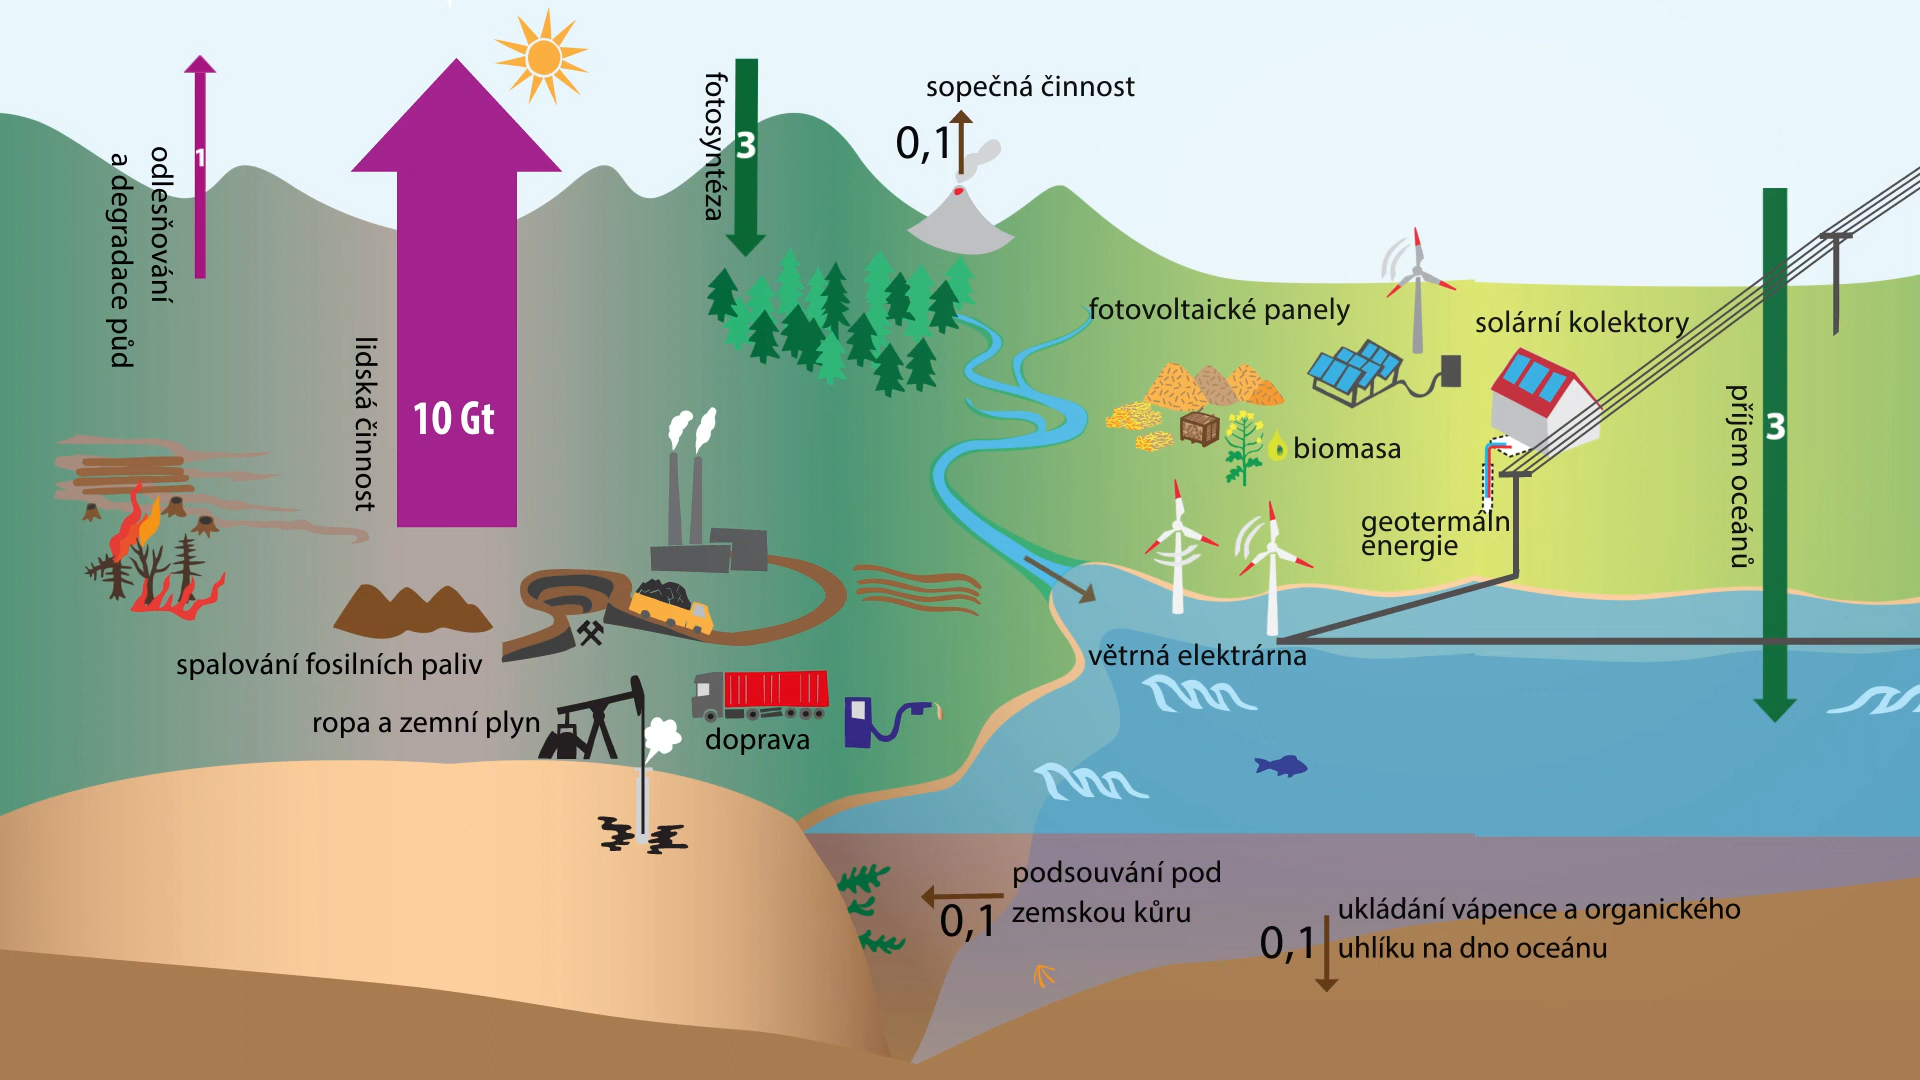 1
odlesňování
a degradace půd
10 Gt
lidská činnost
fotosyntéza
3
sopečná činnost
0,1
fotovoltaické panely
solární kolektory
biomasa
geotermáln
energie
příjem oceánů
3
větrná elektrárna
spalování fosilních paliv
ropa a zemní plyn
doprava
podsouvání pod
zemskou kůru
0,1
ukládání vápence a organického
uhlíku na dno oceánu
0,1